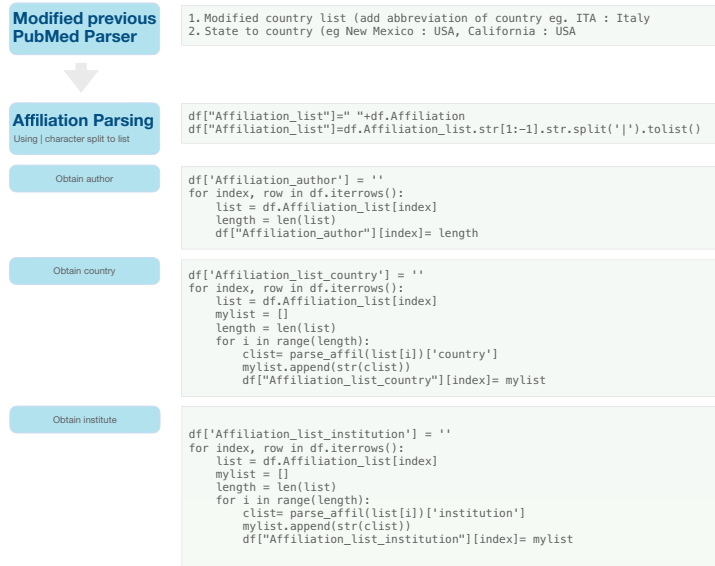 Modified previous
PubMed Parser
1. Modified country list (add abbreviation of country eg. ITA : Italy
2. State to country (eg New Mexico : USA, California : USA
Affiliation Parsing
Using | character split to list
df["Affiliation_list"]=" "+df.Affiliation
df["Affiliation_list"]=df.Affiliation_list.str[1:-1].str.split('|').tolist()
Obtain author
df['Affiliation_author'] = ''
for index, row in df.iterrows():
    list = df.Affiliation_list[index]
    length = len(list)
    df["Affiliation_author"][index]= length
Obtain country
df['Affiliation_list_country'] = ''
for index, row in df.iterrows():
    list = df.Affiliation_list[index]
    mylist = []
    length = len(list)
    for i in range(length):
        clist= parse_affil(list[i])['country']
        mylist.append(str(clist))
        df["Affiliation_list_country"][index]= mylist
Obtain institute
df['Affiliation_list_institution'] = ''
for index, row in df.iterrows():
    list = df.Affiliation_list[index]
    mylist = []
    length = len(list)
    for i in range(length):
        clist= parse_affil(list[i])['institution']
        mylist.append(str(clist))
        df["Affiliation_list_institution"][index]= mylist